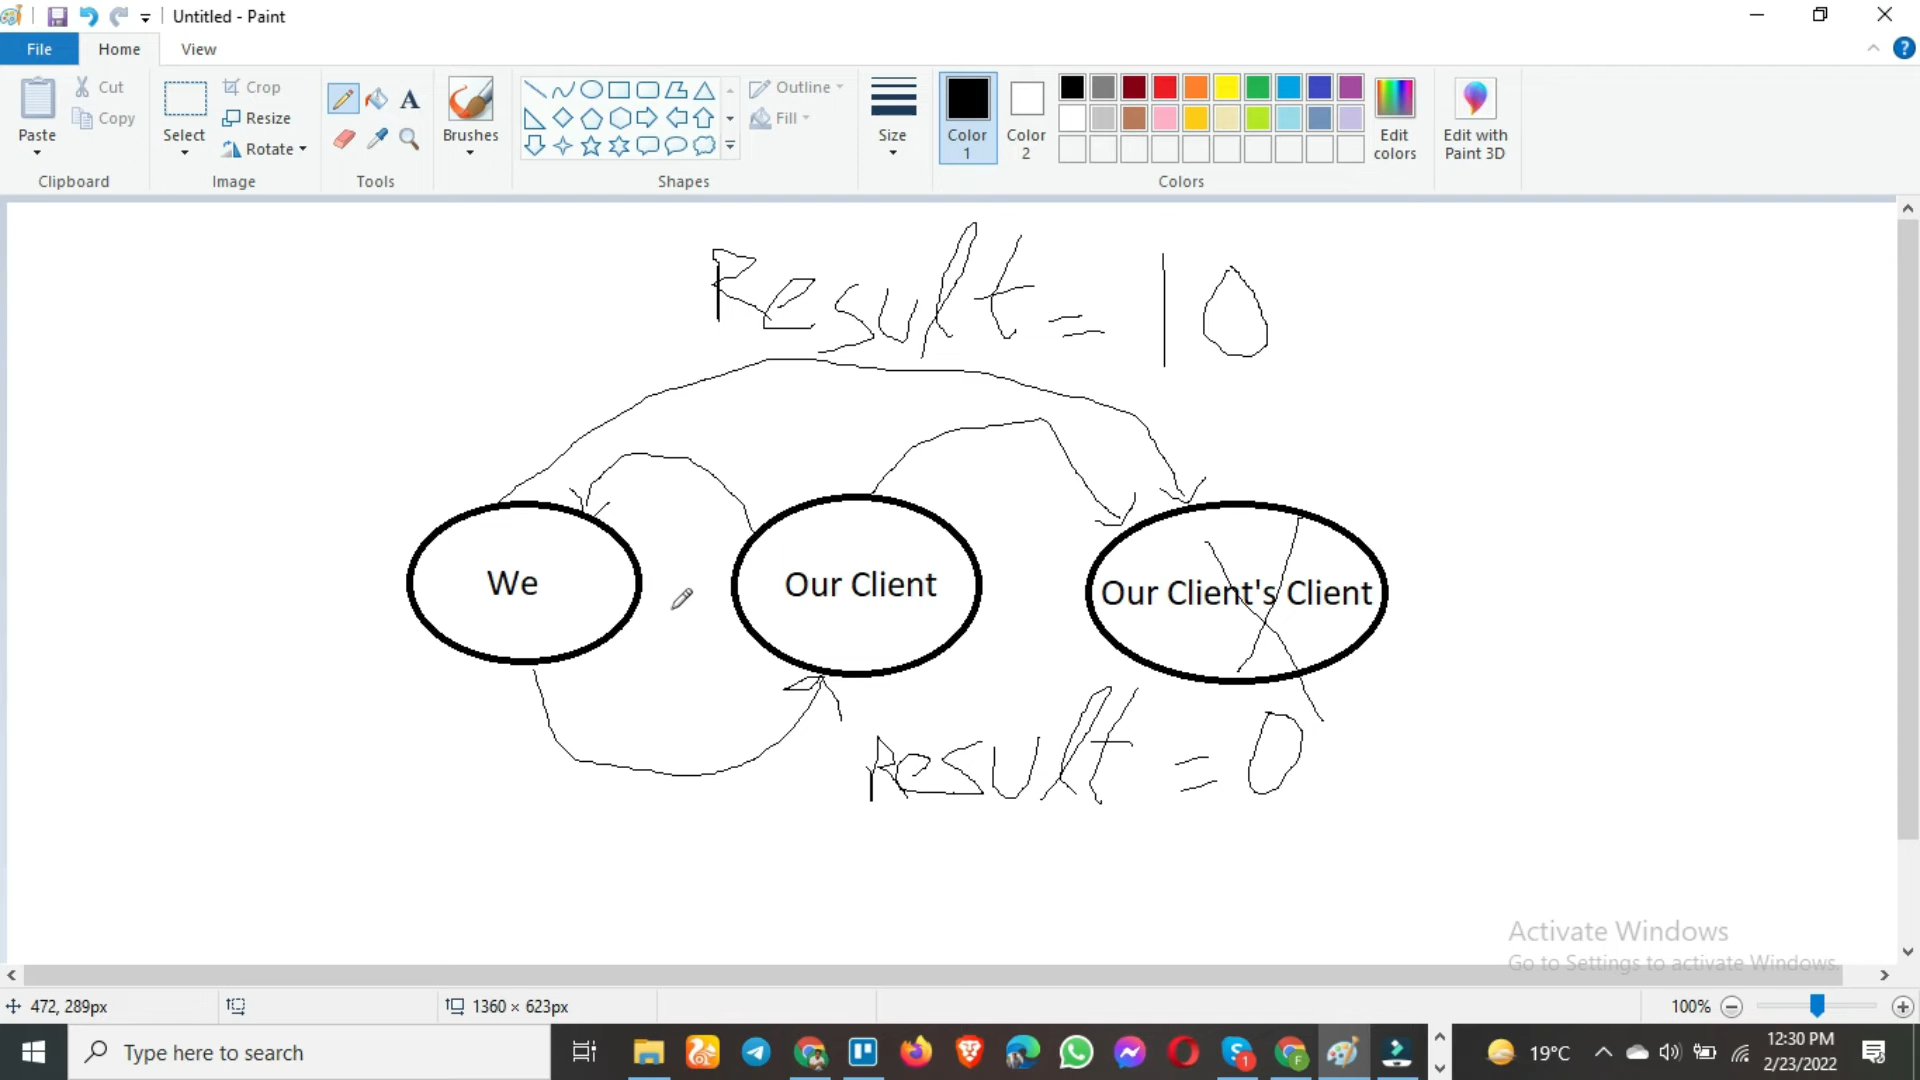 Untitled - Paint
File Home View
Paste
Cut
Copy
Clipboard
Select
Crop
Resize
Rotate
Image
Tools
Brushes
Shapes
Outline
Fill
Size
Color 1
Color 2
Edit colors
Edit with Paint 3D
Colors
Result = 10
We
Our Client
Our Client's Client
Result = 0
Activate Windows
Go to Settings to activate Windows.
472, 289px
1360 × 623px
100%
Type here to search
1
F
19°C
12:30 PM
2/23/2022